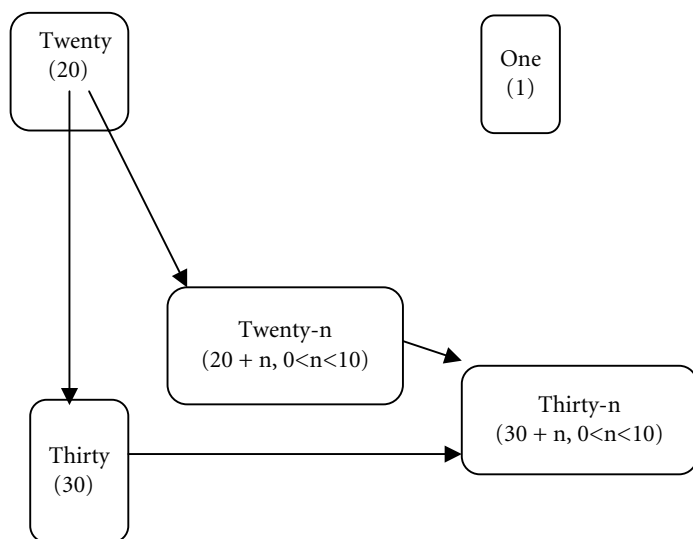 Twenty
(20)
One
(1)
Twenty-n
(20 + n, 0<n<10)
Thirty-n
(30 + n, 0<n<10)
Thirty
(30)